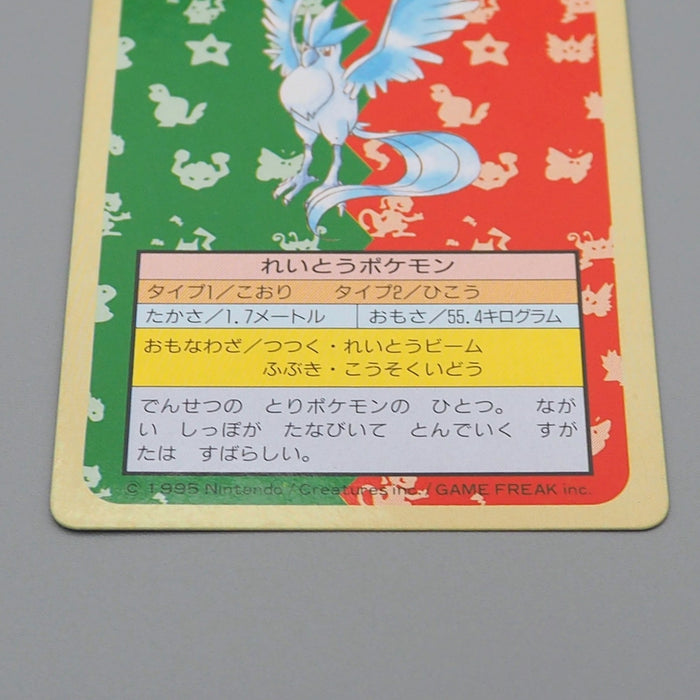 れいとうポケモン
タイプ1/こおり　タイプ2/ひこう
たかさ/1.7メートル　おもさ/55.4キログラム
おもなわざ/つつく・れいとうビーム
ふぶき・こうそくいどう
でんせつの　とりポケモンの　ひとつ。　なが
い　しっぽが　たなびいて　とんでいく　すが
たは　すばらしい。
© 1995 Nintendo/Creatures inc./GAME FREAK inc.